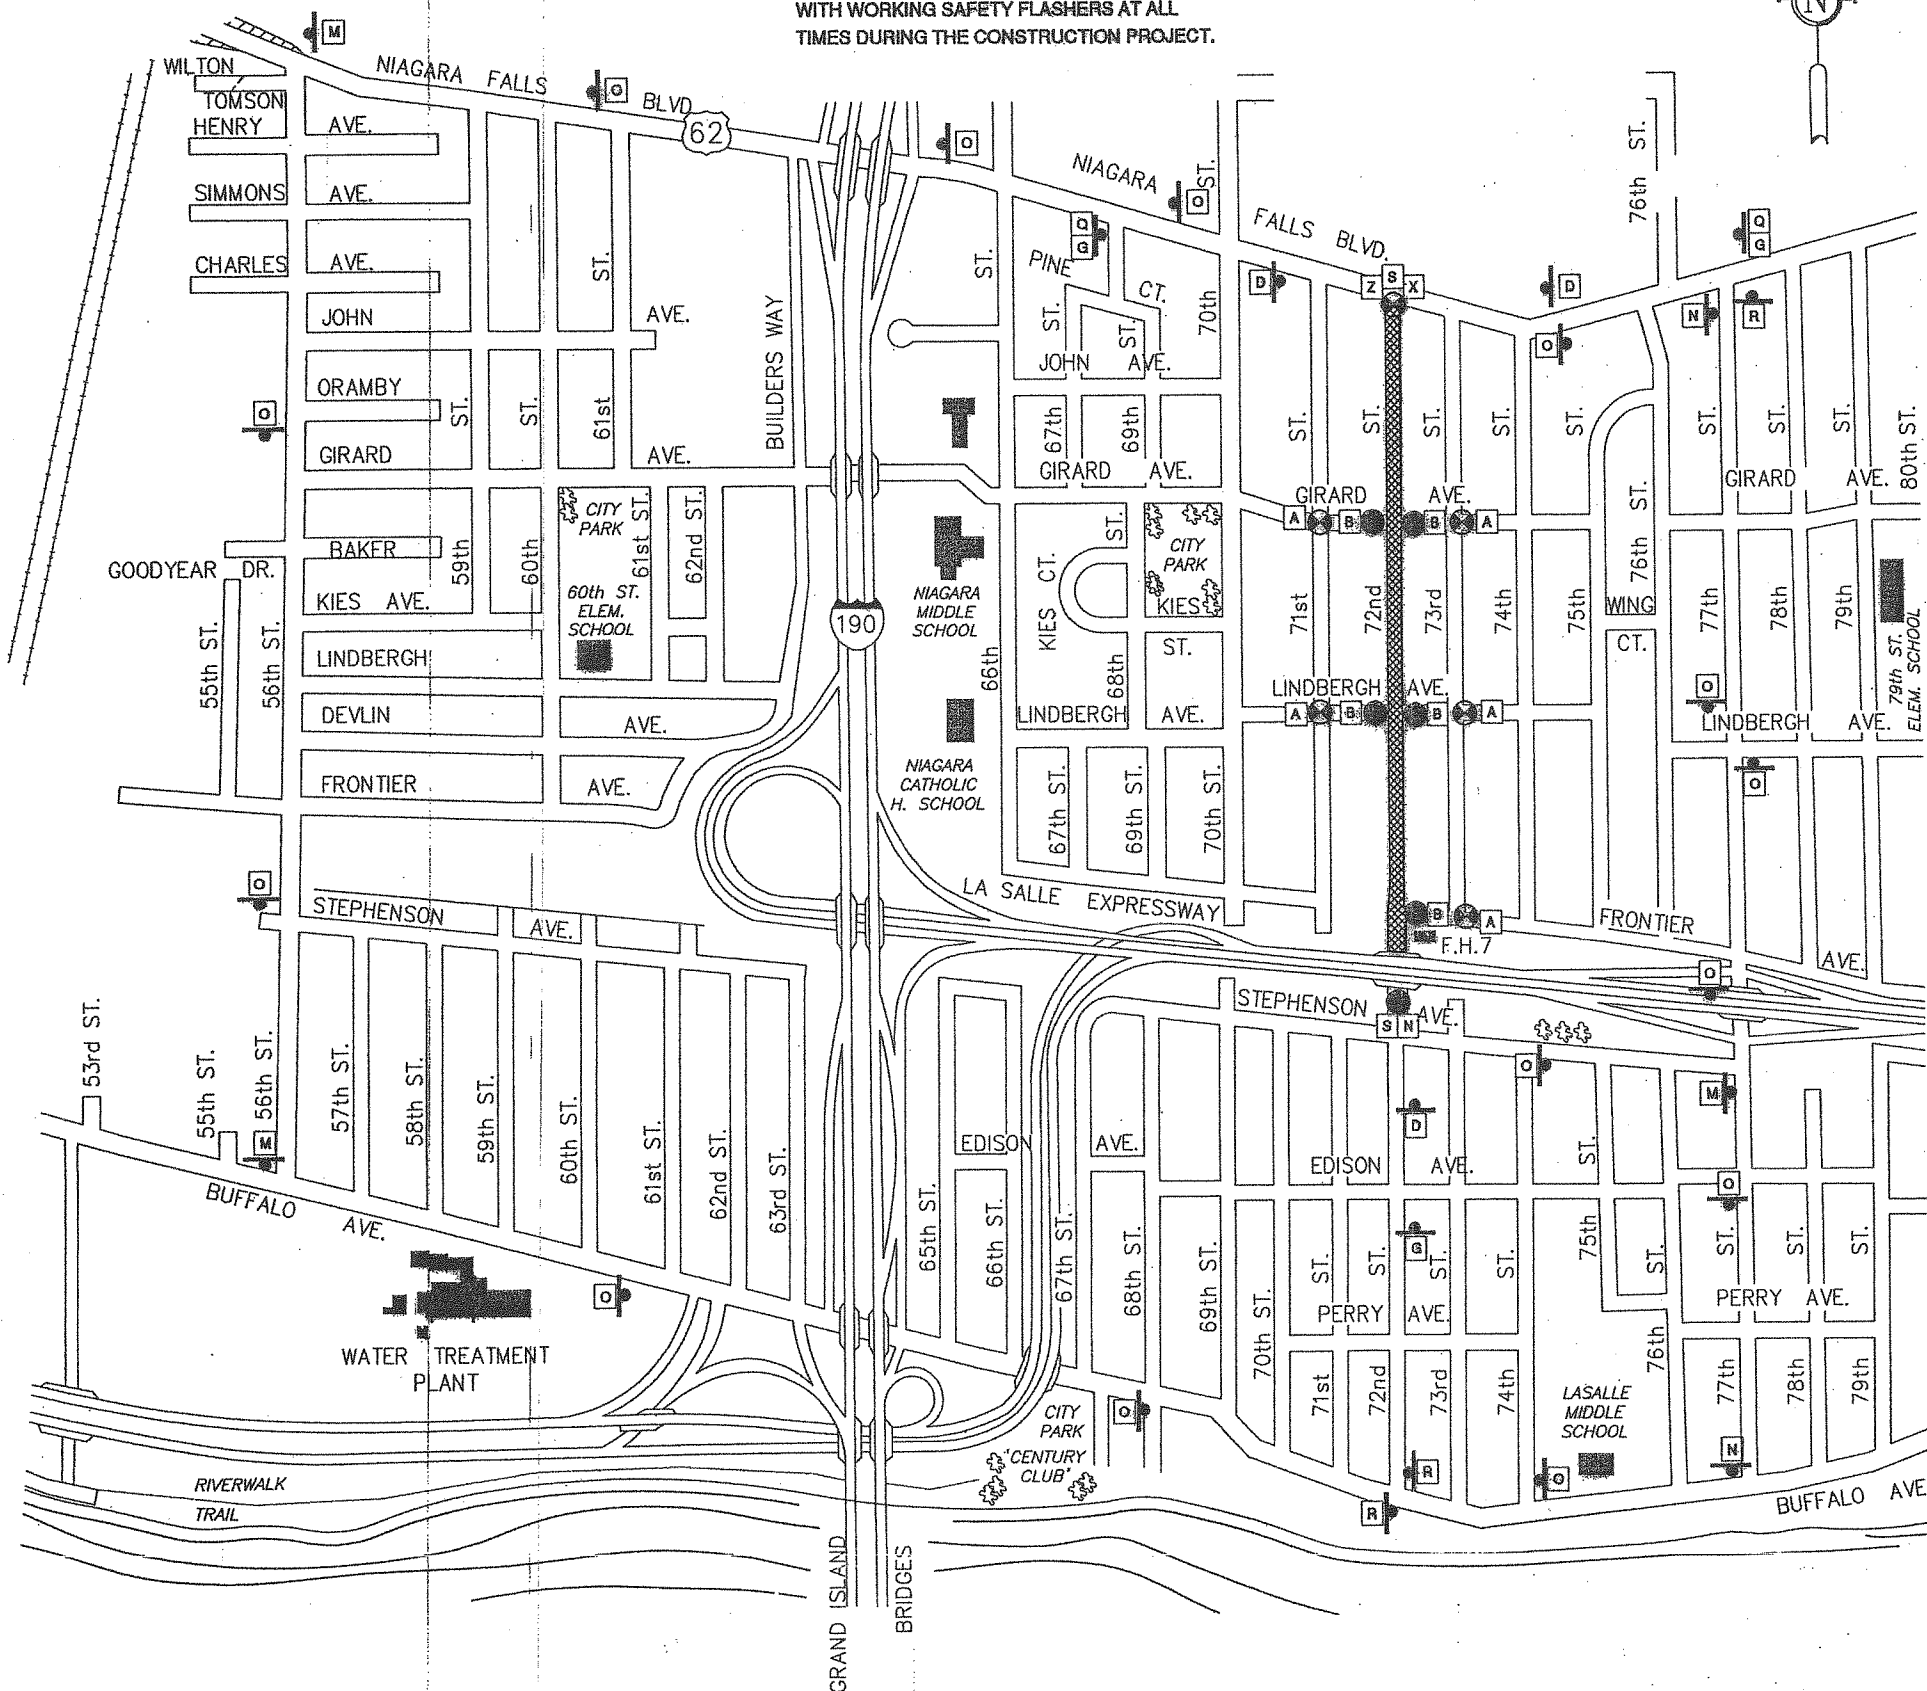 WITH WORKING SAFETY FLASHERS AT ALL
TIMES DURING THE CONSTRUCTION PROJECT.
N
M
WILTON
TOMSON
HENRY AVE.
NIAGARA FALLS BLVD
O
62
O
SIMMONS AVE.
CHARLES AVE.
JOHN AVE.
ORAMBY
GIRARD AVE.
BAKER
GOODYEAR DR.
KIES AVE.
LINDBERGH
DEVLIN AVE.
FRONTIER AVE.
O
55th ST.
56th ST.
59th ST.
60th ST.
61st ST.
61st ST.
62nd ST.
BUILDERS WAY
CITY
PARK
60th ST.
ELEM.
SCHOOL
190
NIAGARA
FALLS BLVD.
O
Q
G
PINE CT.
ST.
ST.
ST.
JOHN AVE.
67th
69th
70th ST.
GIRARD AVE.
66th ST.
NIAGARA
MIDDLE
SCHOOL
KIES CT.
68th ST.
CITY
PARK
KIES ST.
LINDBERGH AVE.
NIAGARA
CATHOLIC
H. SCHOOL
67th ST.
69th ST.
70th ST.
D
Z S X
D
O
Q
G
N
R
76th ST.
71st ST.
72nd ST.
73rd ST.
74th ST.
75th ST.
76th ST.
77th ST.
78th ST.
79th ST.
80th ST.
GIRARD AVE.
A B B A
GIRARD AVE.
WING
CT.
79th ST.
ELEM. SCHOOL
LINDBERGH AVE.
A B B A
O
LINDBERGH AVE.
O
B A
F.H.7
FRONTIER AVE.
O
LA SALLE EXPRESSWAY
O
STEPHENSON AVE.
STEPHENSON AVE.
S N
O
M
53rd ST.
55th ST.
56th ST.
57th ST.
58th ST.
59th ST.
60th ST.
61st ST.
62nd ST.
63rd ST.
65th ST.
66th ST.
67th ST.
68th ST.
69th ST.
70th ST.
M
D
EDISON AVE.
EDISON AVE.
O
BUFFALO AVE.
G
71st ST.
72nd ST.
73rd ST.
74th ST.
75th ST.
76th ST.
77th ST.
78th ST.
79th ST.
PERRY AVE.
PERRY AVE.
O
WATER TREATMENT
PLANT
CITY
PARK
O
"CENTURY
CLUB"
LASALLE
MIDDLE
SCHOOL
R
O
N
R
BUFFALO AVE
RIVERWALK
TRAIL
GRAND ISLAND
BRIDGES